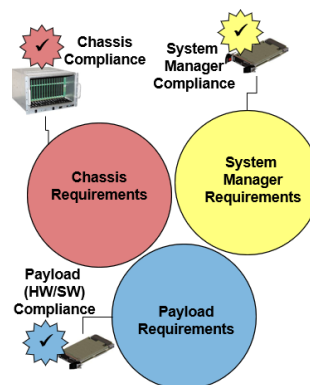 Chassis
Compliance
System
Manager
Compliance
Chassis
Requirements
System
Manager
Requirements
Payload
(HW/SW)
Compliance
Payload
Requirements